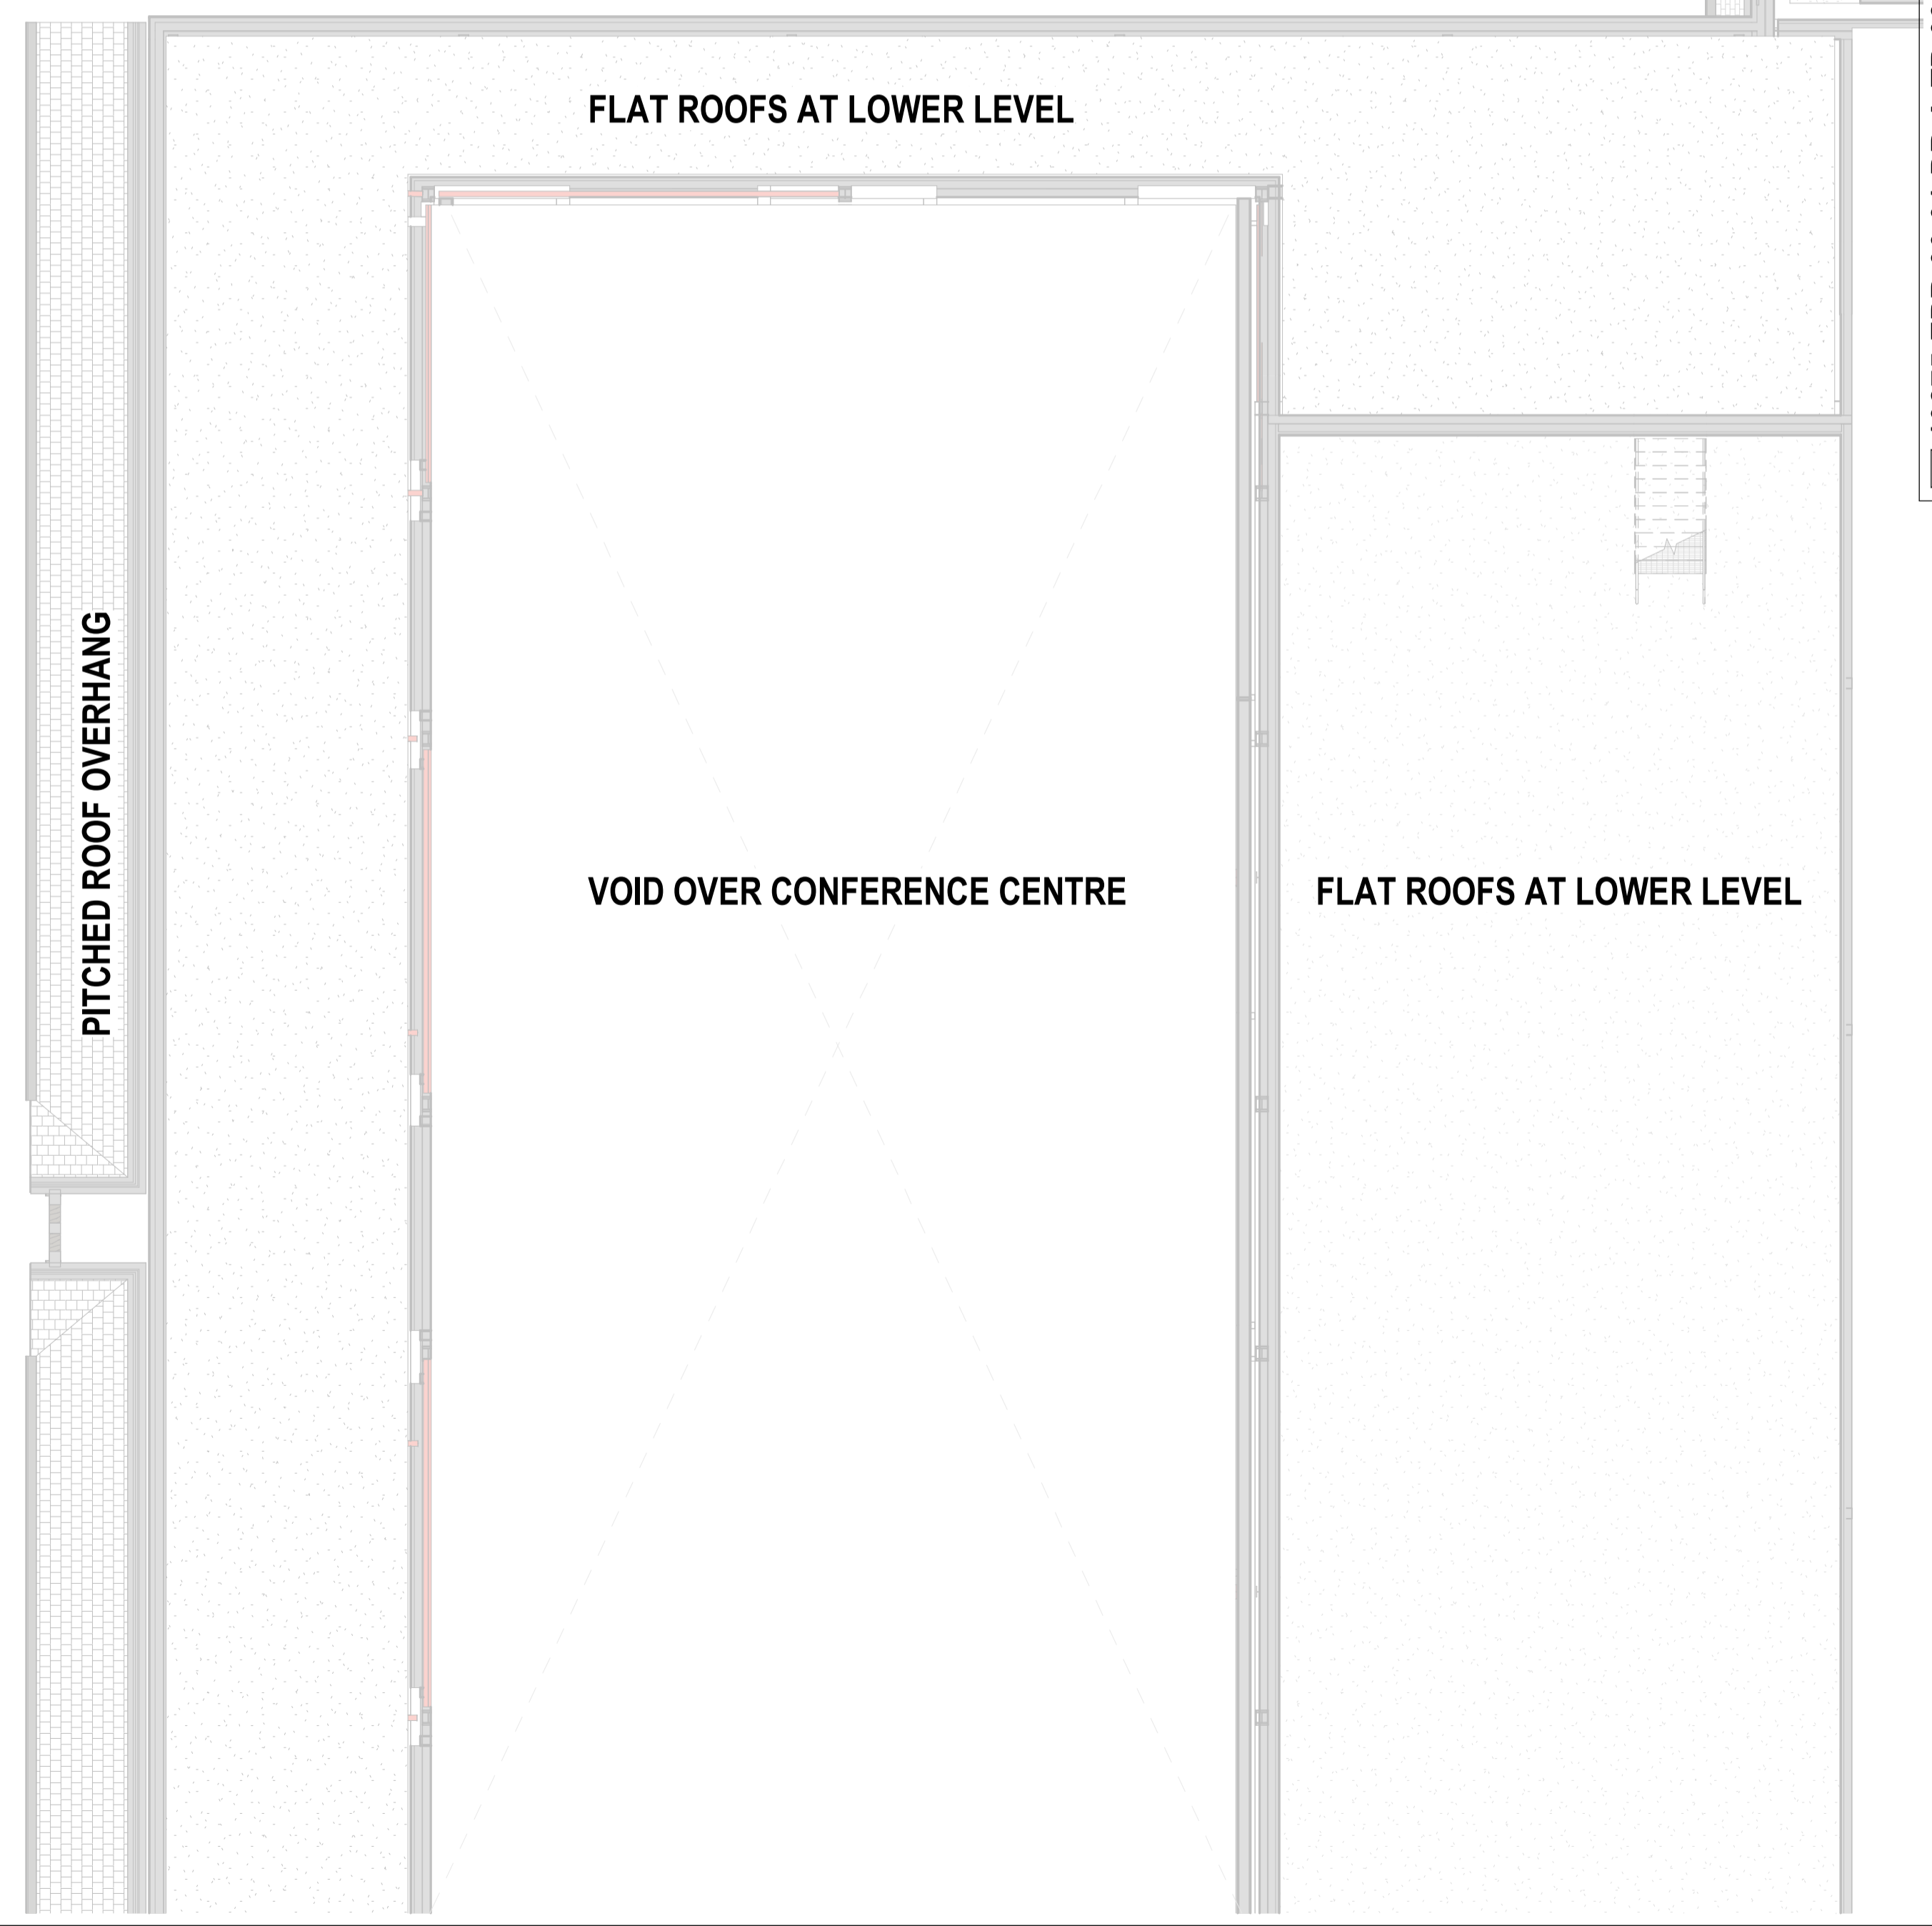 FLAT ROOFS AT LOWER LEVEL
PITCHED ROOF OVERHANG
VOID OVER CONFERENCE CENTRE
FLAT ROOFS AT LOWER LEVEL